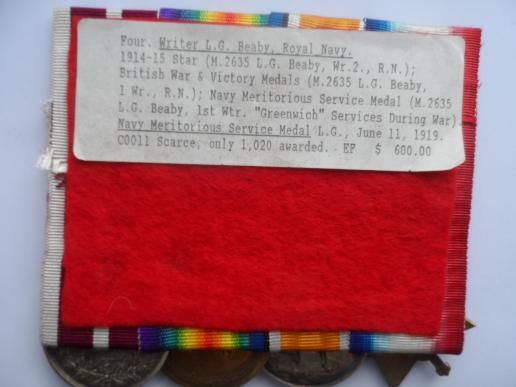 Four. Writer L.G. Beaby, Royal Navy.
1914-15 Star (M.2635 L.G. Beaby, Wr.2., R.N.);
British War & Victory Medals (M.2635 L.G. Beaby,
1 Wr., R.N.); Navy Meritorious Service Medal (M.2635
L.G. Beaby, 1st Wtr. "Greenwich" Services During War)
Navy Meritorious Service Medal L.G., June 11, 1919.
C0011 Scarce, only 1,020 awarded. EF $ 600.00